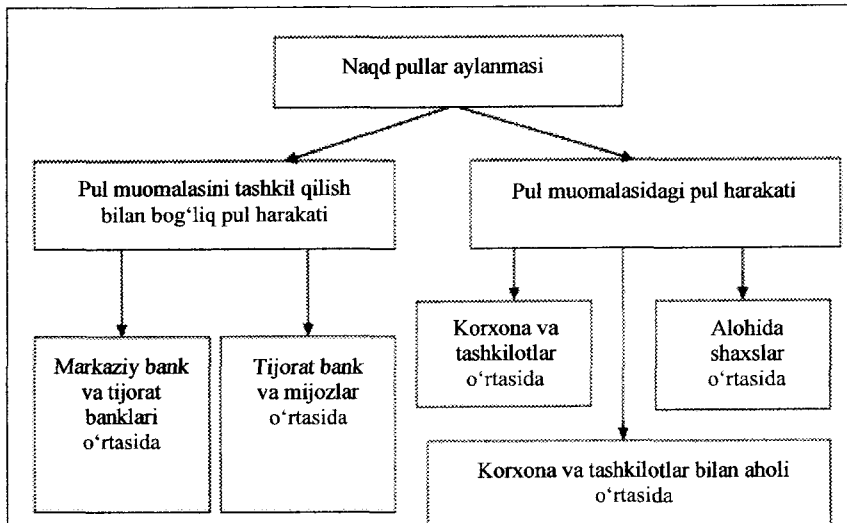 Naqd pullar aylanmasi
Pul muomalasini tashkil qilish
bilan bog‘liq pul harakati
Pul muomalasidagi pul harakati
Markaziy bank
va tijorat
banklari
o‘rtasida
Tijorat bank
va mijozlar
o‘rtasida
Korxona va
tashkilotlar
o‘rtasida
Alohida
shaxslar
o‘rtasida
Korxona va tashkilotlar bilan aholi
o‘rtasida